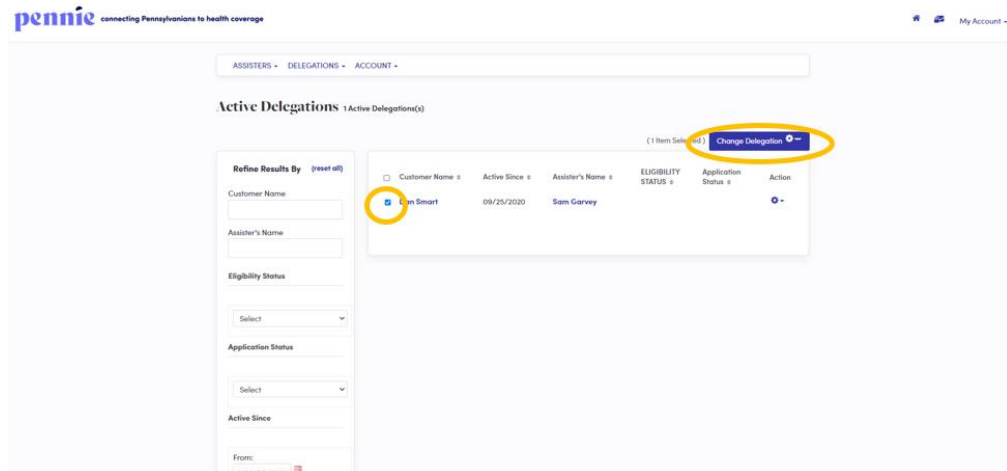 pennie connecting Pennsylvanians to health coverage
My Account
ASSISTERS DELEGATIONS ACCOUNT
Active Delegations 1 Active Delegations(s)
( 1 Item Selected ) Change Delegation
Refine Results By (reset all)
Customer Name
Assister's Name
Eligibility Status
Select
Application Status
Select
Active Since
From:
Customer Name Active Since Assister's Name ELIGIBILITY STATUS Application Status Action
Dan Smart 09/25/2020 Sam Garvey